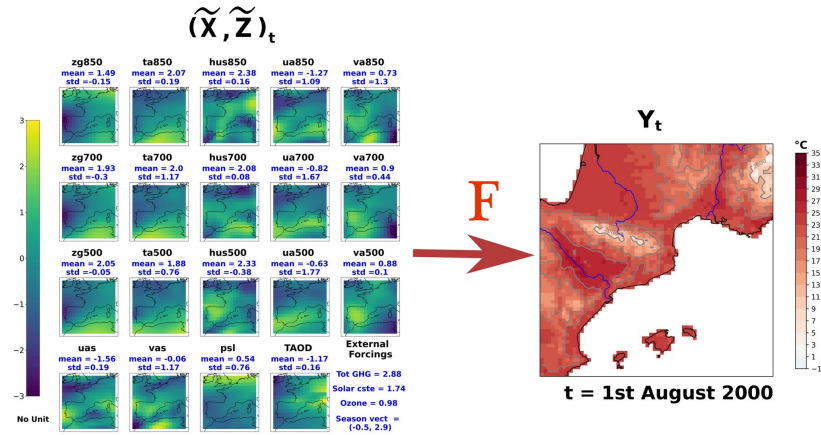 (X̃, Z̃)t
zg850 ta850 hus850 ua850 va850
mean = 1.49 mean = 2.07 mean = 2.38 mean = -1.27 mean = 0.73
std =-0.15 std =0.19 std =0.16 std =1.09 std =1.3
zg700 ta700 hus700 ua700 va700
mean = 1.93 mean = 2.0 mean = 2.08 mean = -0.82 mean = 0.9
std =-0.3 std =1.17 std =0.08 std =1.67 std =0.44
zg500 ta500 hus500 ua500 va500
mean = 2.05 mean = 1.88 mean = 2.33 mean = -0.63 mean = 0.88
std =-0.05 std =0.76 std =-0.38 std =1.77 std =0.1
uas vas psl TAOD External
Forcings
mean = -1.56 mean = -0.06 mean = 0.54 mean = -1.17
std =0.19 std =1.17 std =0.76 std =0.16
Tot GHG = 2.88
Solar cste = 1.74
Ozone = 0.98
Season vect =
(-0.5, 2.9)
3
2
1
0
−1
−2
−3
No Unit
F
Yt
t = 1st August 2000
°C
35
33
31
29
27
25
23
21
19
17
15
13
11
9
7
5
3
1
−1